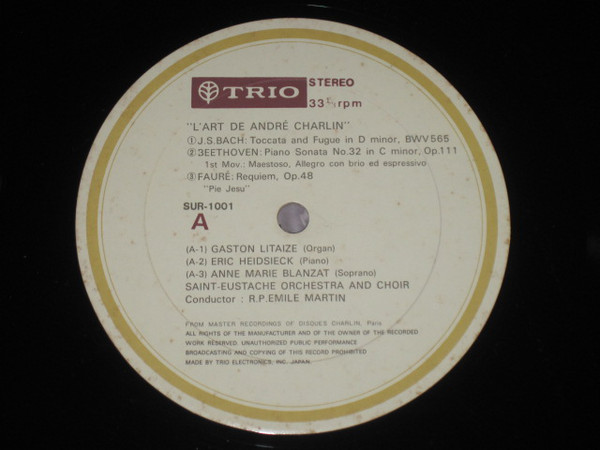 TRIO
STEREO
33⅓rpm
"L'ART DE ANDRÉ CHARLIN"
①J.S.BACH: Toccata and Fugue in D minor, BWV565
②BEETHOVEN: Piano Sonata No.32 in C minor, Op.111
1st Mov.: Maestoso, Allegro con brio ed espressivo
③FAURÉ: Requiem, Op.48
"Pie Jesu"
SUR-1001
A
(A-1) GASTON LITAIZE (Organ)
(A-2) ERIC HEIDSIECK (Piano)
(A-3) ANNE MARIE BLANZAT (Soprano)
SAINT-EUSTACHE ORCHESTRA AND CHOIR
Conductor : R.P.EMILE MARTIN
FROM MASTER RECORDINGS OF DISQUES CHARLIN, Paris
ALL RIGHTS OF THE MANUFACTURER AND OF THE OWNER OF THE RECORDED
WORK RESERVED. UNAUTHORIZED PUBLIC PERFORMANCE
BROADCASTING AND COPYING OF THIS RECORD PROHIBITED
MADE BY TRIO ELECTRONICS, INC. JAPAN.